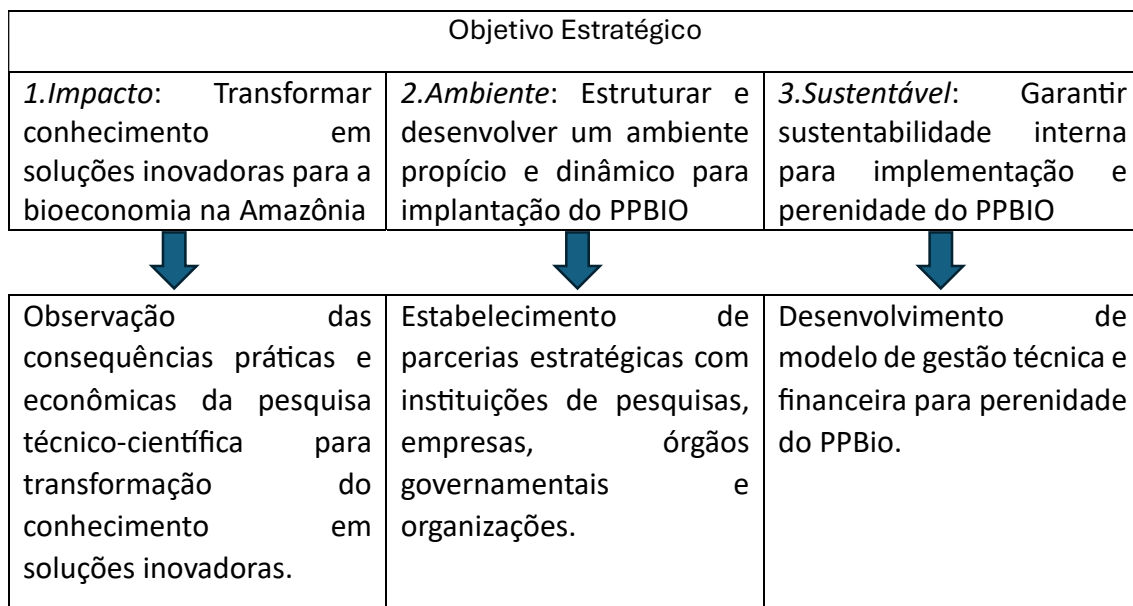 Objetivo Estratégico
1.Impacto: Transformar
conhecimento em
soluções inovadoras para a
bioeconomia na Amazônia
2.Ambiente: Estruturar e
desenvolver um ambiente
propício e dinâmico para
implantação do PPBIO
3.Sustentável: Garantir
sustentabilidade interna
para implementação e
perenidade do PPBIO
Observação das
consequências práticas e
econômicas da pesquisa
técnico-científica para
transformação do
conhecimento em
soluções inovadoras.
Estabelecimento de
parcerias estratégicas com
instituições de pesquisas,
empresas, órgãos
governamentais e
organizações.
Desenvolvimento de
modelo de gestão técnica e
financeira para perenidade
do PPBio.